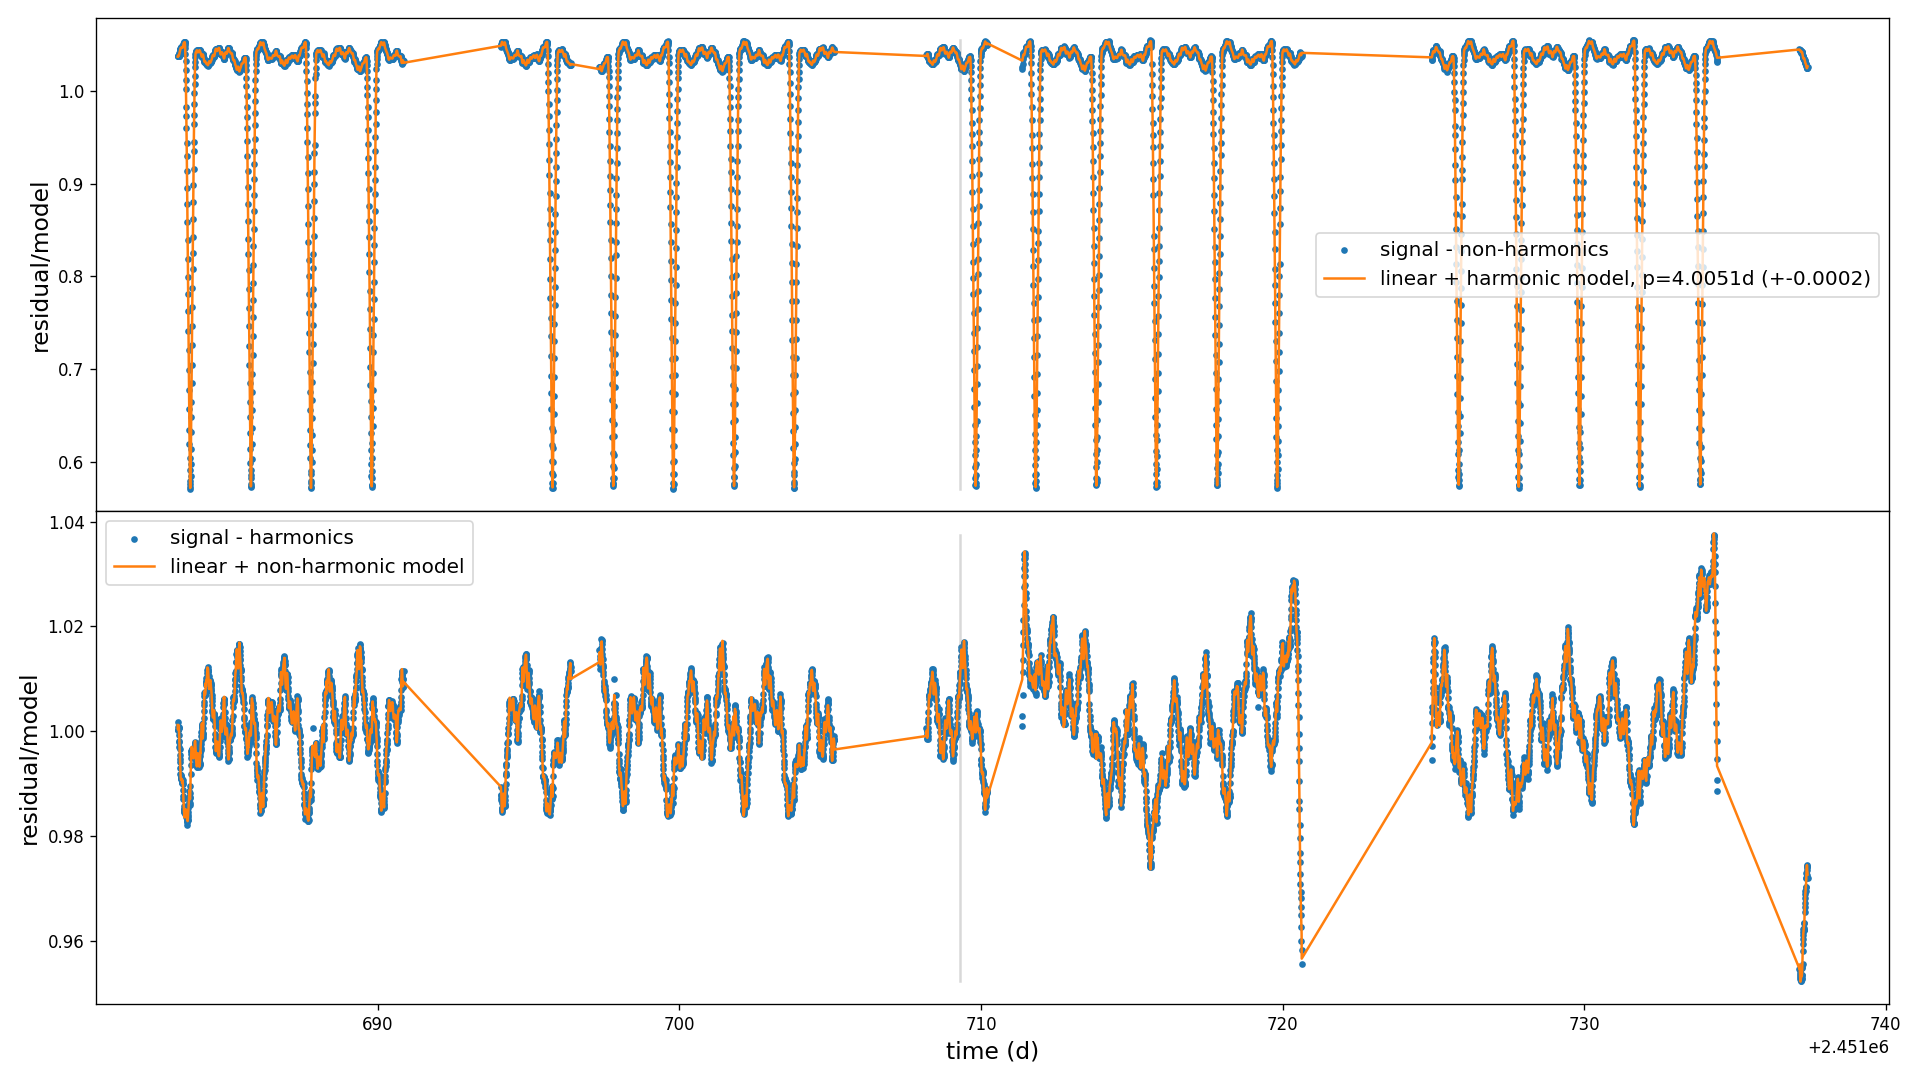 1.0
0.9
0.8
0.7
0.6
residual/model
signal - non-harmonics
linear + harmonic model, p=4.0051d (+-0.0002)
1.04
1.02
1.00
0.98
0.96
residual/model
signal - harmonics
linear + non-harmonic model
690
700
710
720
730
740
time (d)
+2.451e6